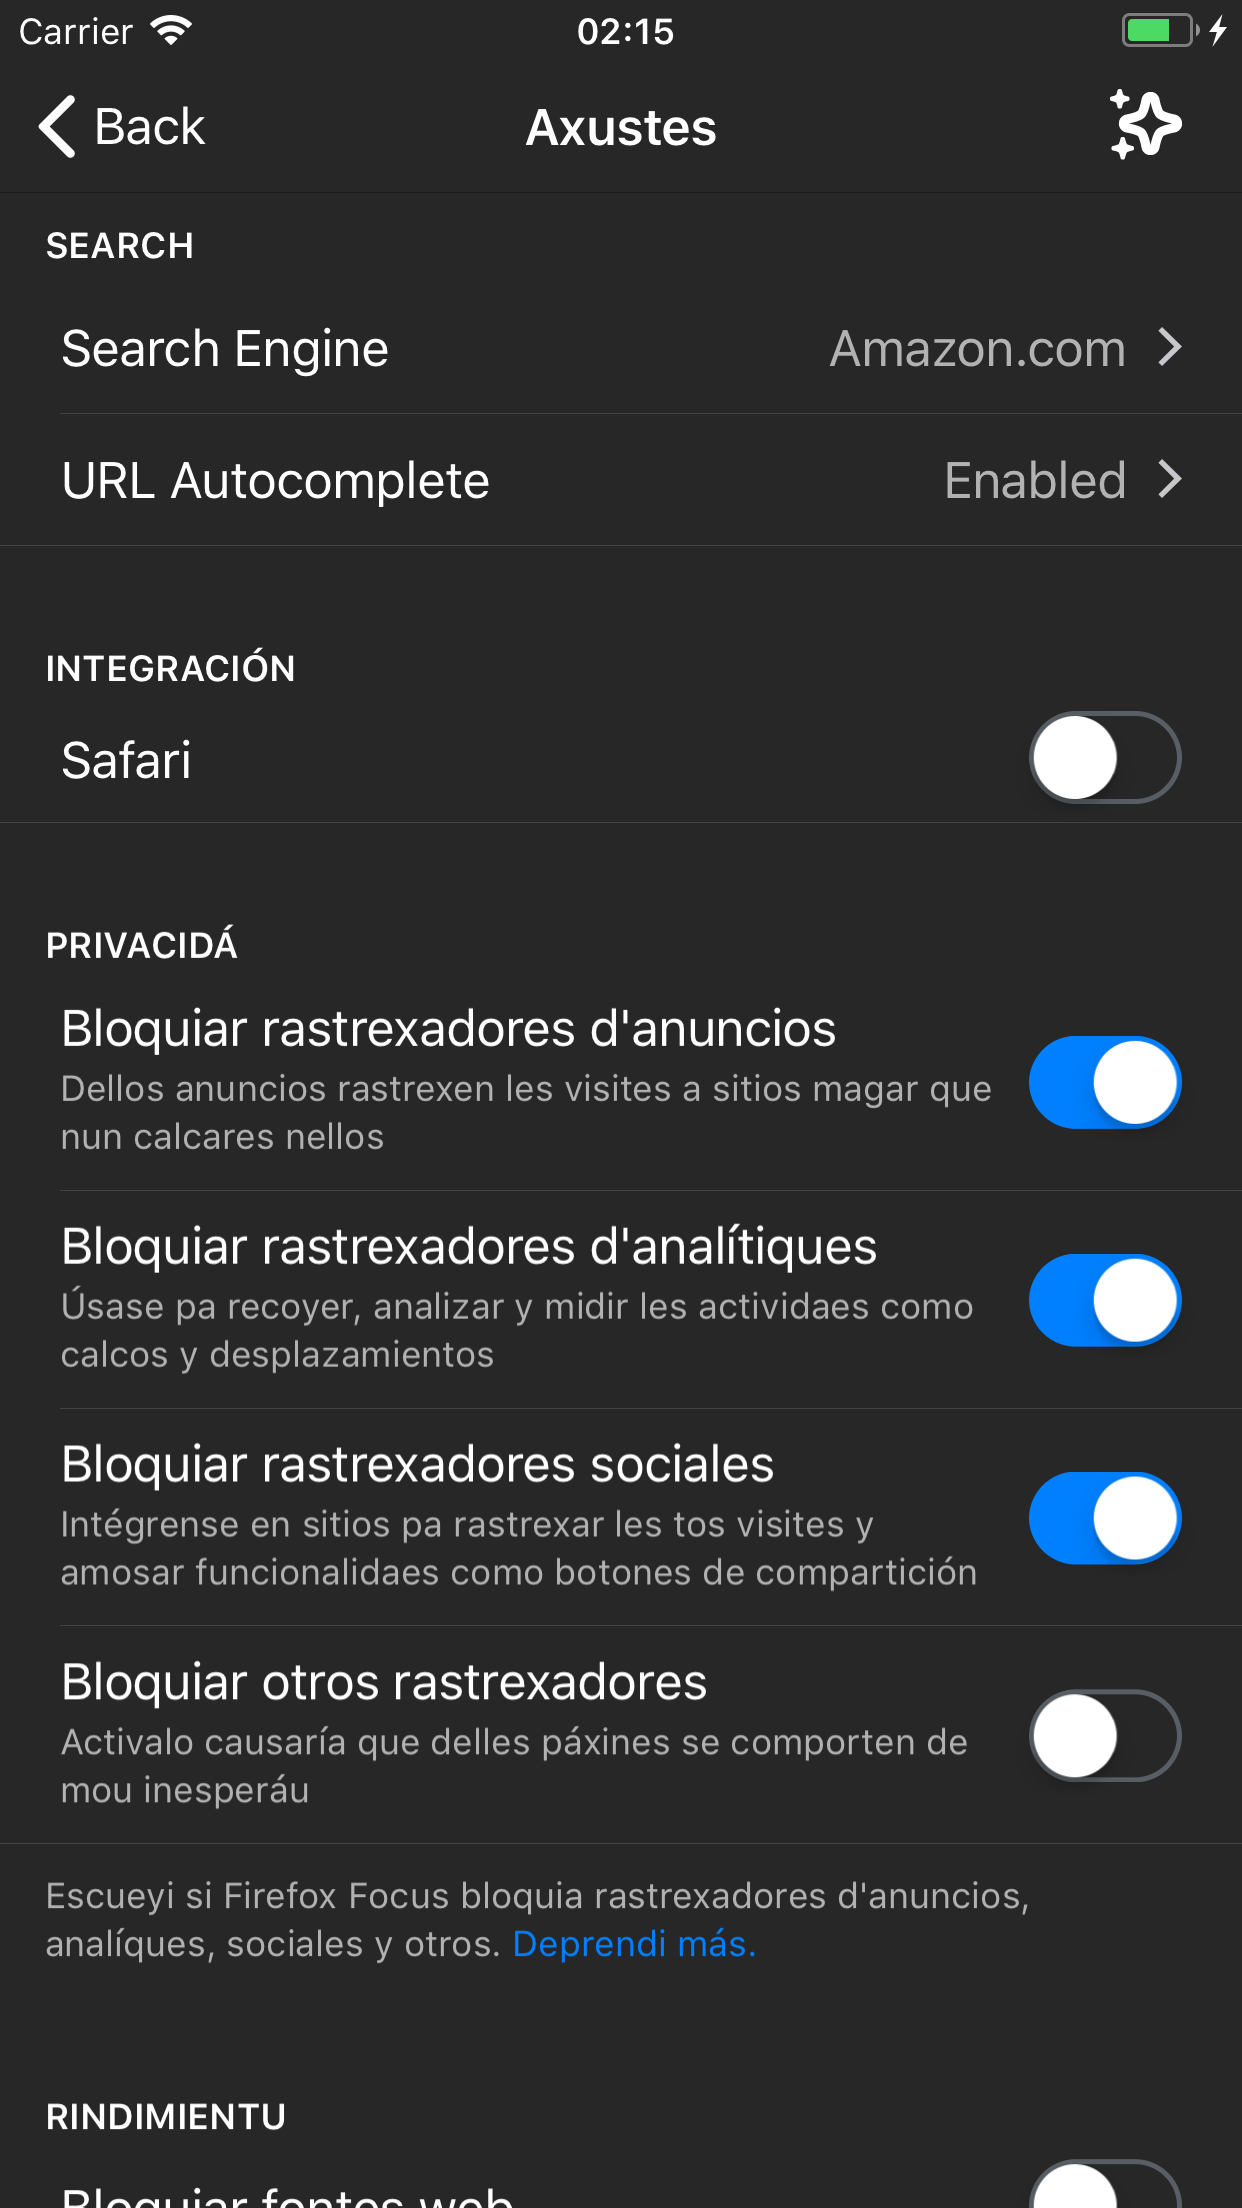 Carrier
02:15
Back
Axustes
SEARCH
Search Engine
Amazon.com
URL Autocomplete
Enabled
INTEGRACIÓN
Safari
PRIVACIDÁ
Bloquiar rastrexadores d'anuncios
Dellos anuncios rastrexen les visites a sitios magar que
nun calcares nellos
Bloquiar rastrexadores d'analítiques
Úsase pa recoyer, analizar y midir les actividaes como
calcos y desplazamientos
Bloquiar rastrexadores sociales
Intégrense en sitios pa rastrexar les tos visites y
amosar funcionalidaes como botones de compartición
Bloquiar otros rastrexadores
Activalo causaría que delles páxines se comporten de
mou inesperáu
Escueyi si Firefox Focus bloquia rastrexadores d'anuncios,
analíques, sociales y otros. Deprendi más.
RINDIMIENTU
Bloquiar fontes web